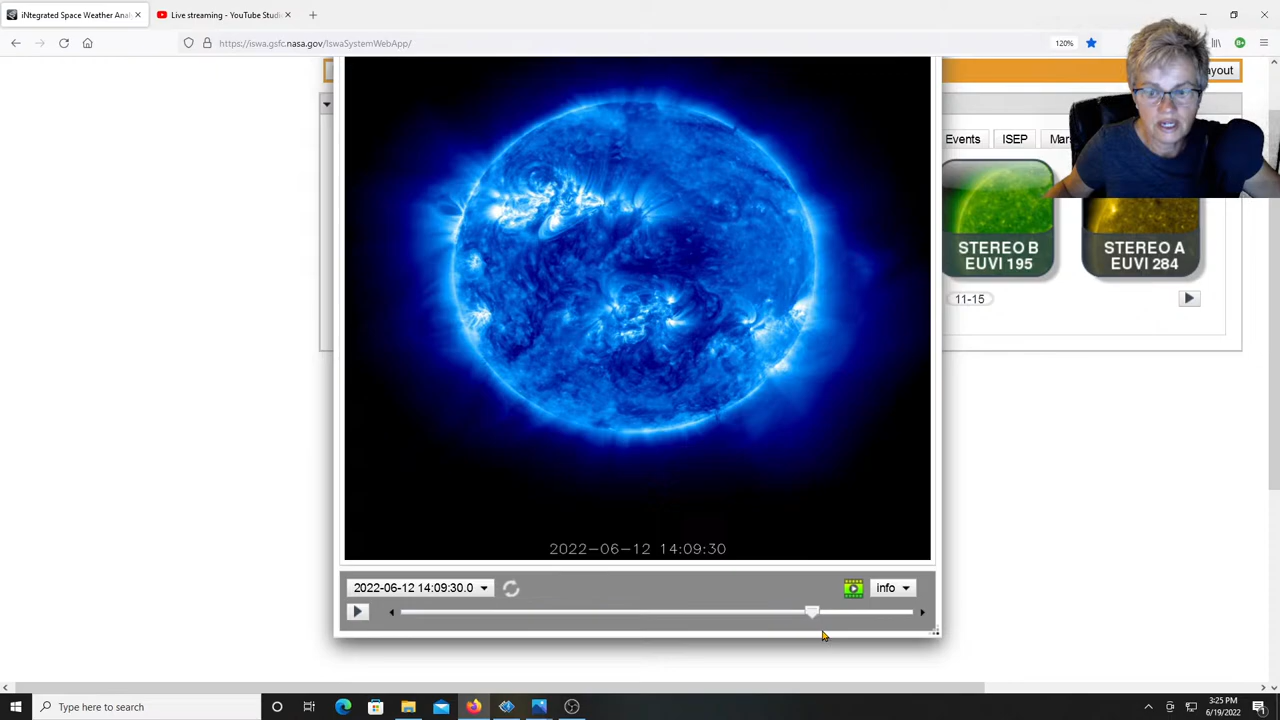 iNtegrated Space Weather Anal
Live streaming - YouTube Studio
https://iswa.gsfc.nasa.gov/IswaSystemWebApp/
120%
ayout
Events
ISEP
Mars
STEREO B
EUVI 195
STEREO A
EUVI 284
11-15
2022-06-12 14:09:30
2022-06-12 14:09:30.0
info
Type here to search
3:25 PM
6/19/2022